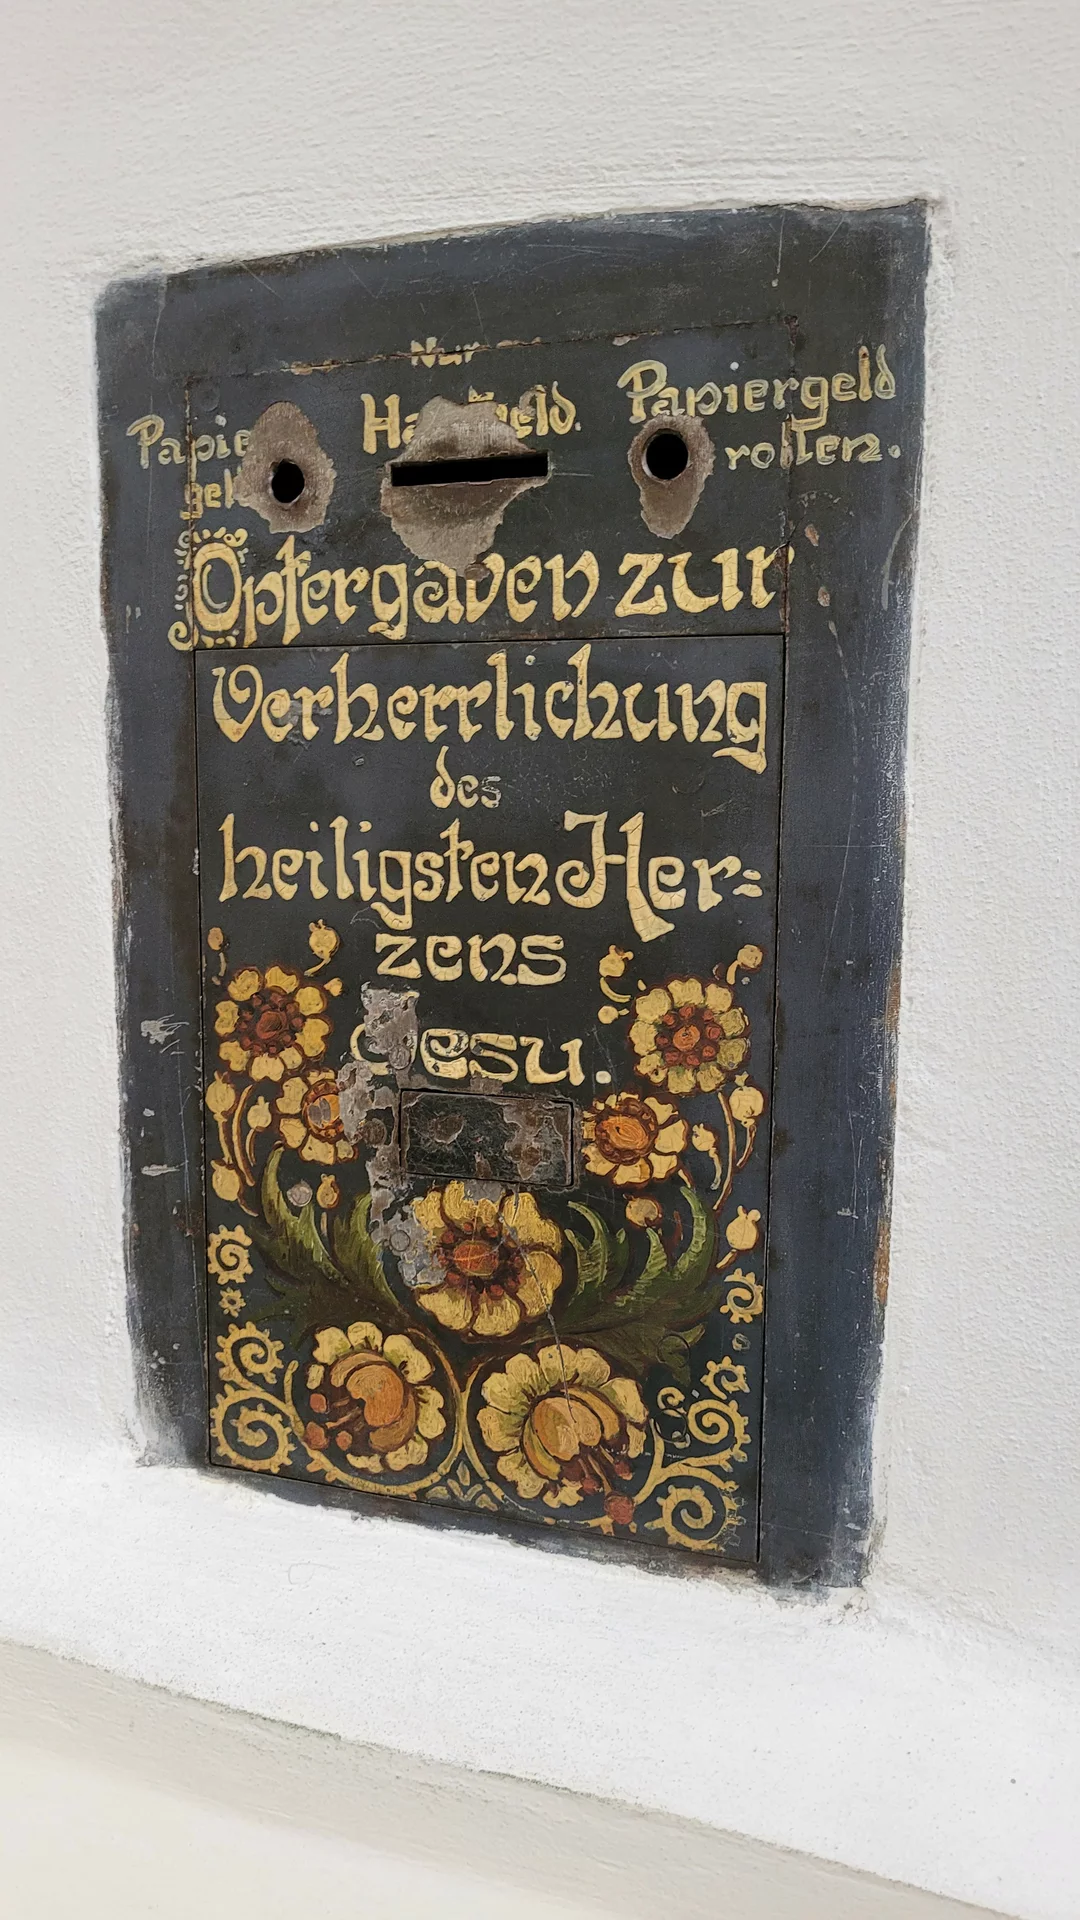 Nur
Hartgeld.
Papiergeld
rollen.
Papier
geld
Opfergaben zur
Verherrlichung
des
heiligsten Her=
zens
Jesu.